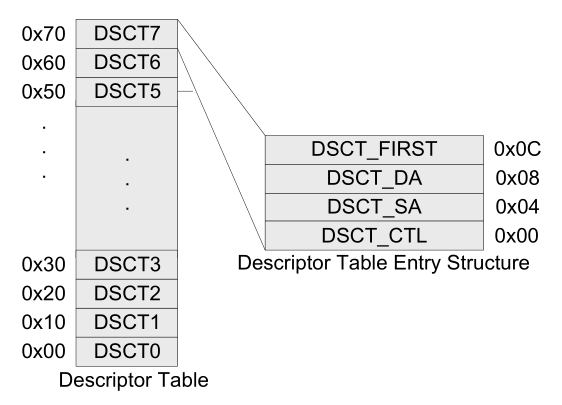 0x70 DSCT7
0x60 DSCT6
0x50 DSCT5
.
.
.
.
.
.
DSCT_FIRST 0x0C
DSCT_DA 0x08
DSCT_SA 0x04
DSCT_CTL 0x00
Descriptor Table Entry Structure
0x30 DSCT3
0x20 DSCT2
0x10 DSCT1
0x00 DSCT0
Descriptor Table